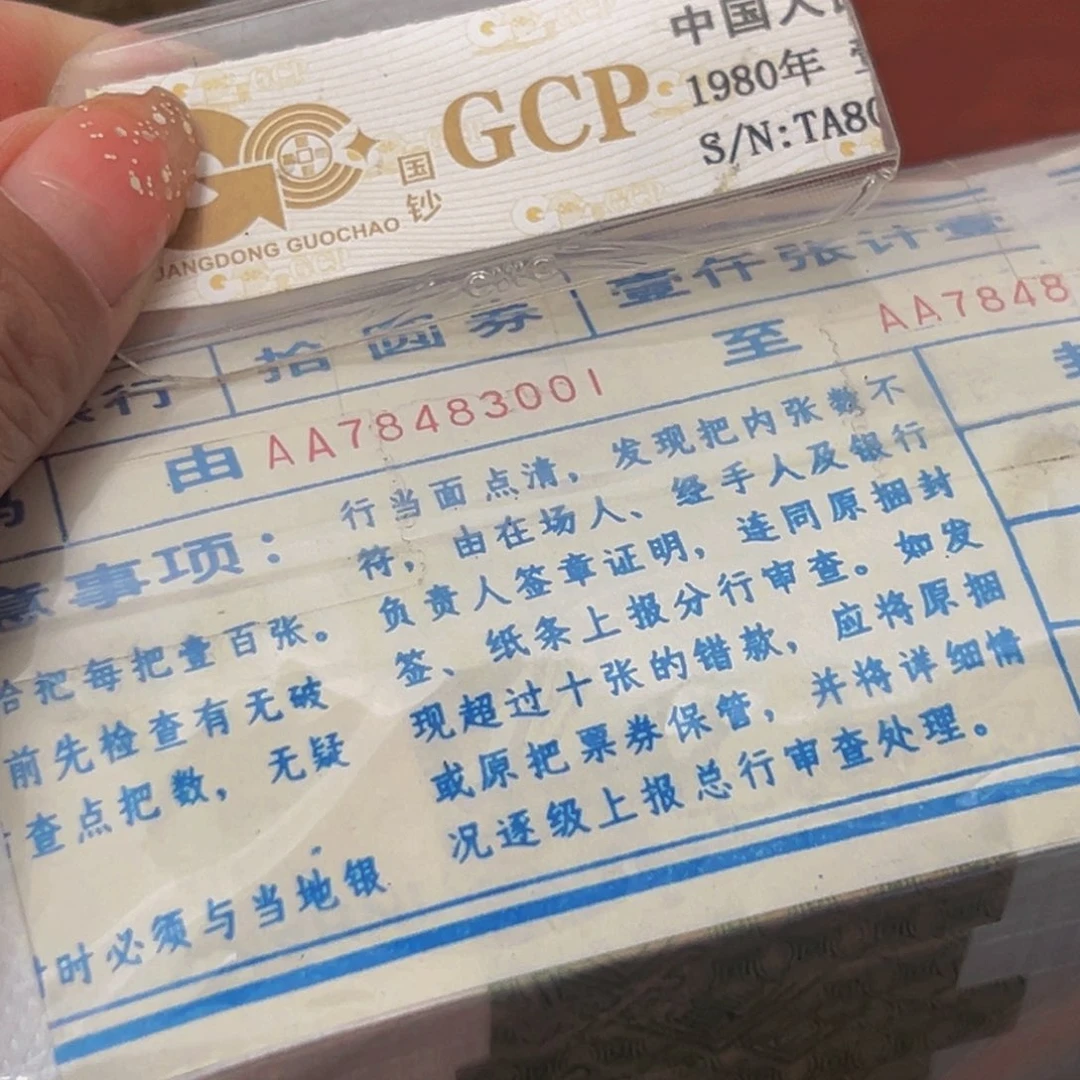 中国人
1980年
S/N:TA80
GCP
国钞
UANGDONG GUOCHAO
银行 拾圆券 壹仟张计壹
由 AA78483001 至 AA7848
意事项：
拾把每把壹百张。
前先检查有无破
查点把数，无疑
时必须与当地银
行当面点清，发现把内张数不
符，由在场人、经手人及银行
负责人签章证明，连同原捆封
签、纸条上报分行审查。如发
现超过十张的错款，应将原捆
或原把票券保管，并将详细情
况逐级上报总行审查处理。